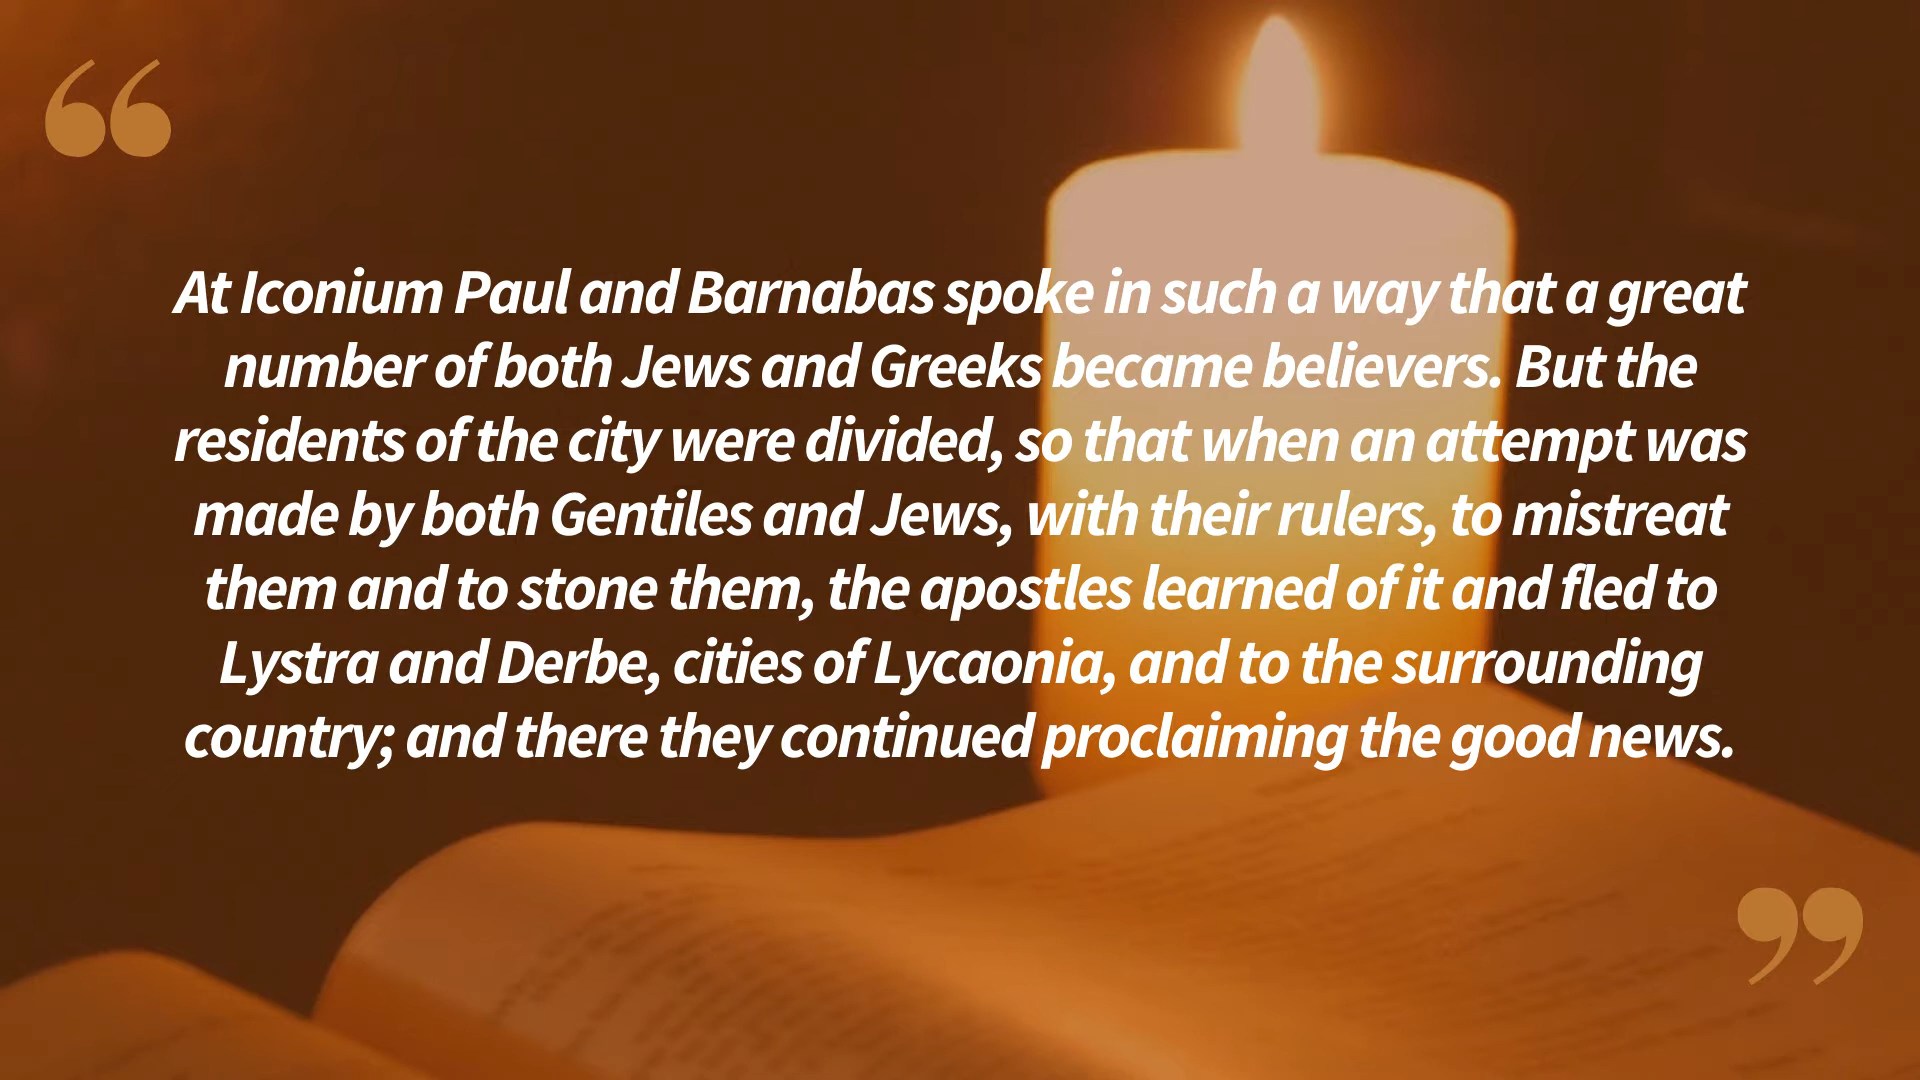 “
At Iconium Paul and Barnabas spoke in such a way that a great
number of both Jews and Greeks became believers. But the
residents of the city were divided, so that when an attempt was
made by both Gentiles and Jews, with their rulers, to mistreat
them and to stone them, the apostles learned of it and fled to
Lystra and Derbe, cities of Lycaonia, and to the surrounding
country; and there they continued proclaiming the good news.
”